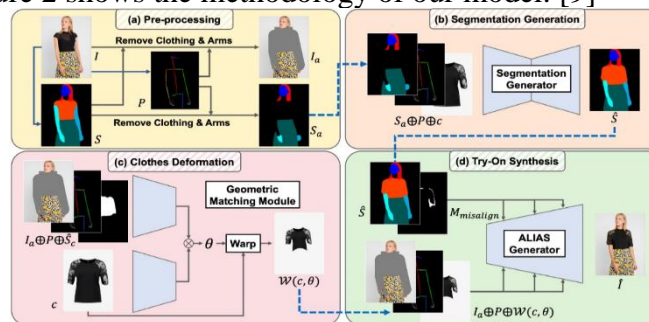 ure 2 shows the methodology of our model. [9]
(a) Pre-processing
Remove Clothing & Arms
I
I_a
P
Remove Clothing & Arms
S
S_a
(b) Segmentation Generation
Segmentation
Generator
S_a⊕P⊕c
Ŝ
(c) Clothes Deformation
Geometric
Matching Module
I_a⊕P⊕Ŝ_c
θ
Warp
c
W(c, θ)
(d) Try-On Synthesis
Ŝ
M_misalign
ALIAS
Generator
Î
I_a⊕P⊕W(c, θ)